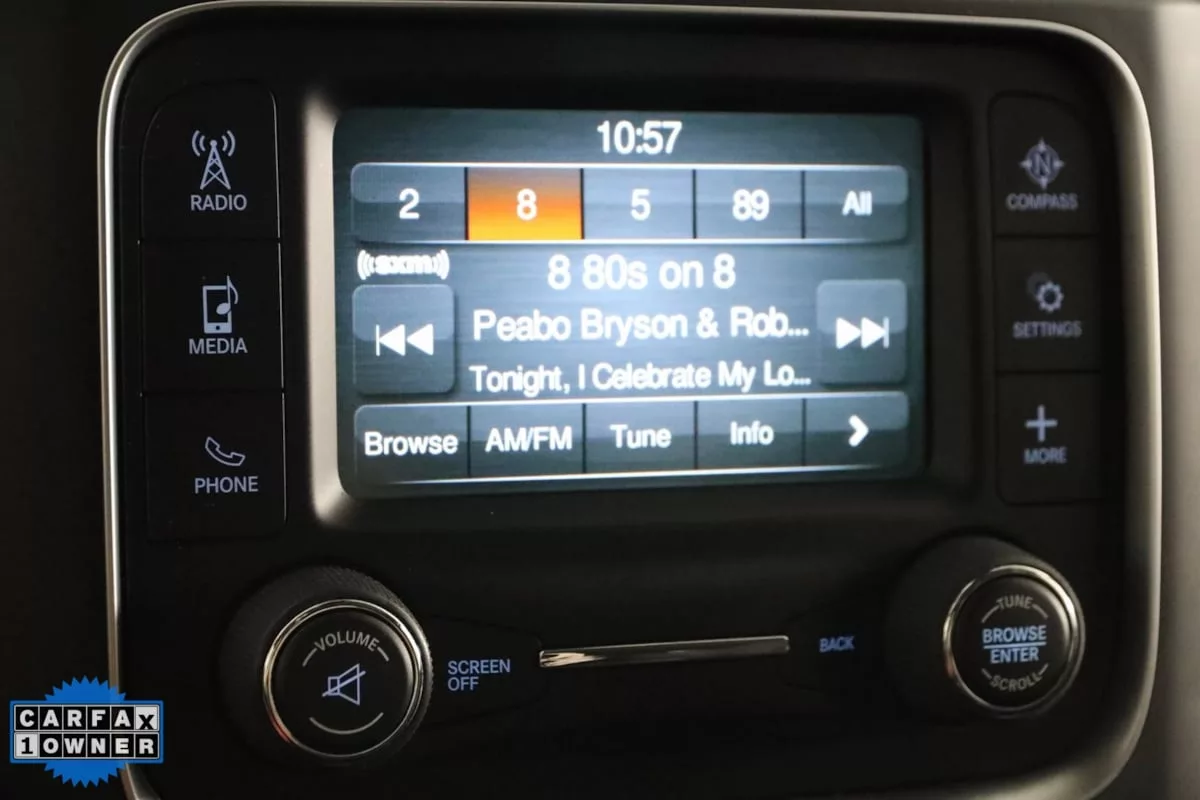 10:57
2 8 5 89 All
((sxm))
8 80s on 8
Peabo Bryson & Rob...
Tonight, I Celebrate My Lo...
Browse AM/FM Tune Info >
RADIO
MEDIA
PHONE
N
COMPASS
SETTINGS
MORE
VOLUME
SCREEN
OFF
BACK
TUNE
BROWSE
ENTER
SCROLL
CARFAX
1 OWNER